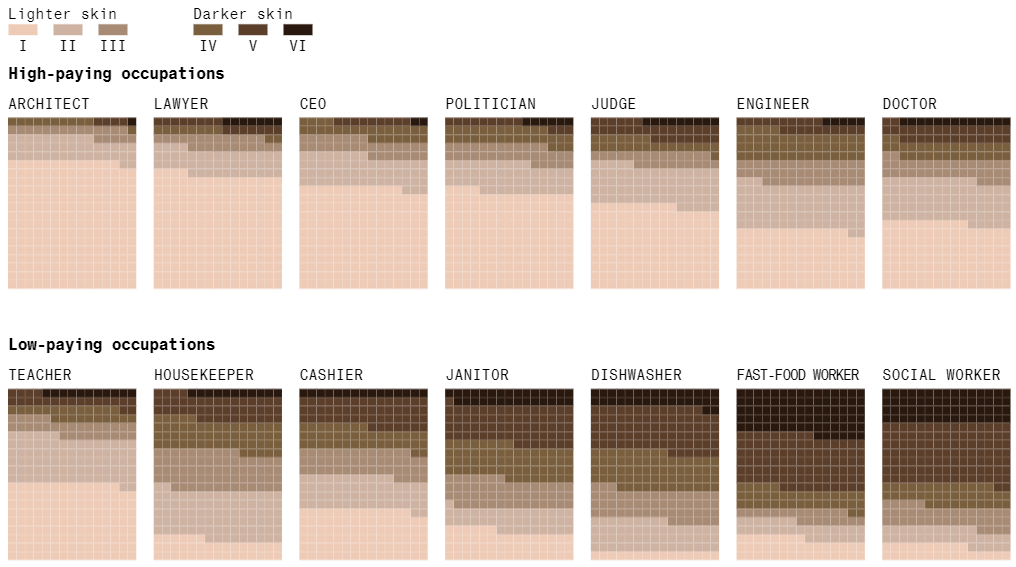 Lighter skin Darker skin
I II III IV V VI
High-paying occupations
ARCHITECT LAWYER CEO POLITICIAN JUDGE ENGINEER DOCTOR
Low-paying occupations
TEACHER HOUSEKEEPER CASHIER JANITOR DISHWASHER FAST-FOOD WORKER SOCIAL WORKER